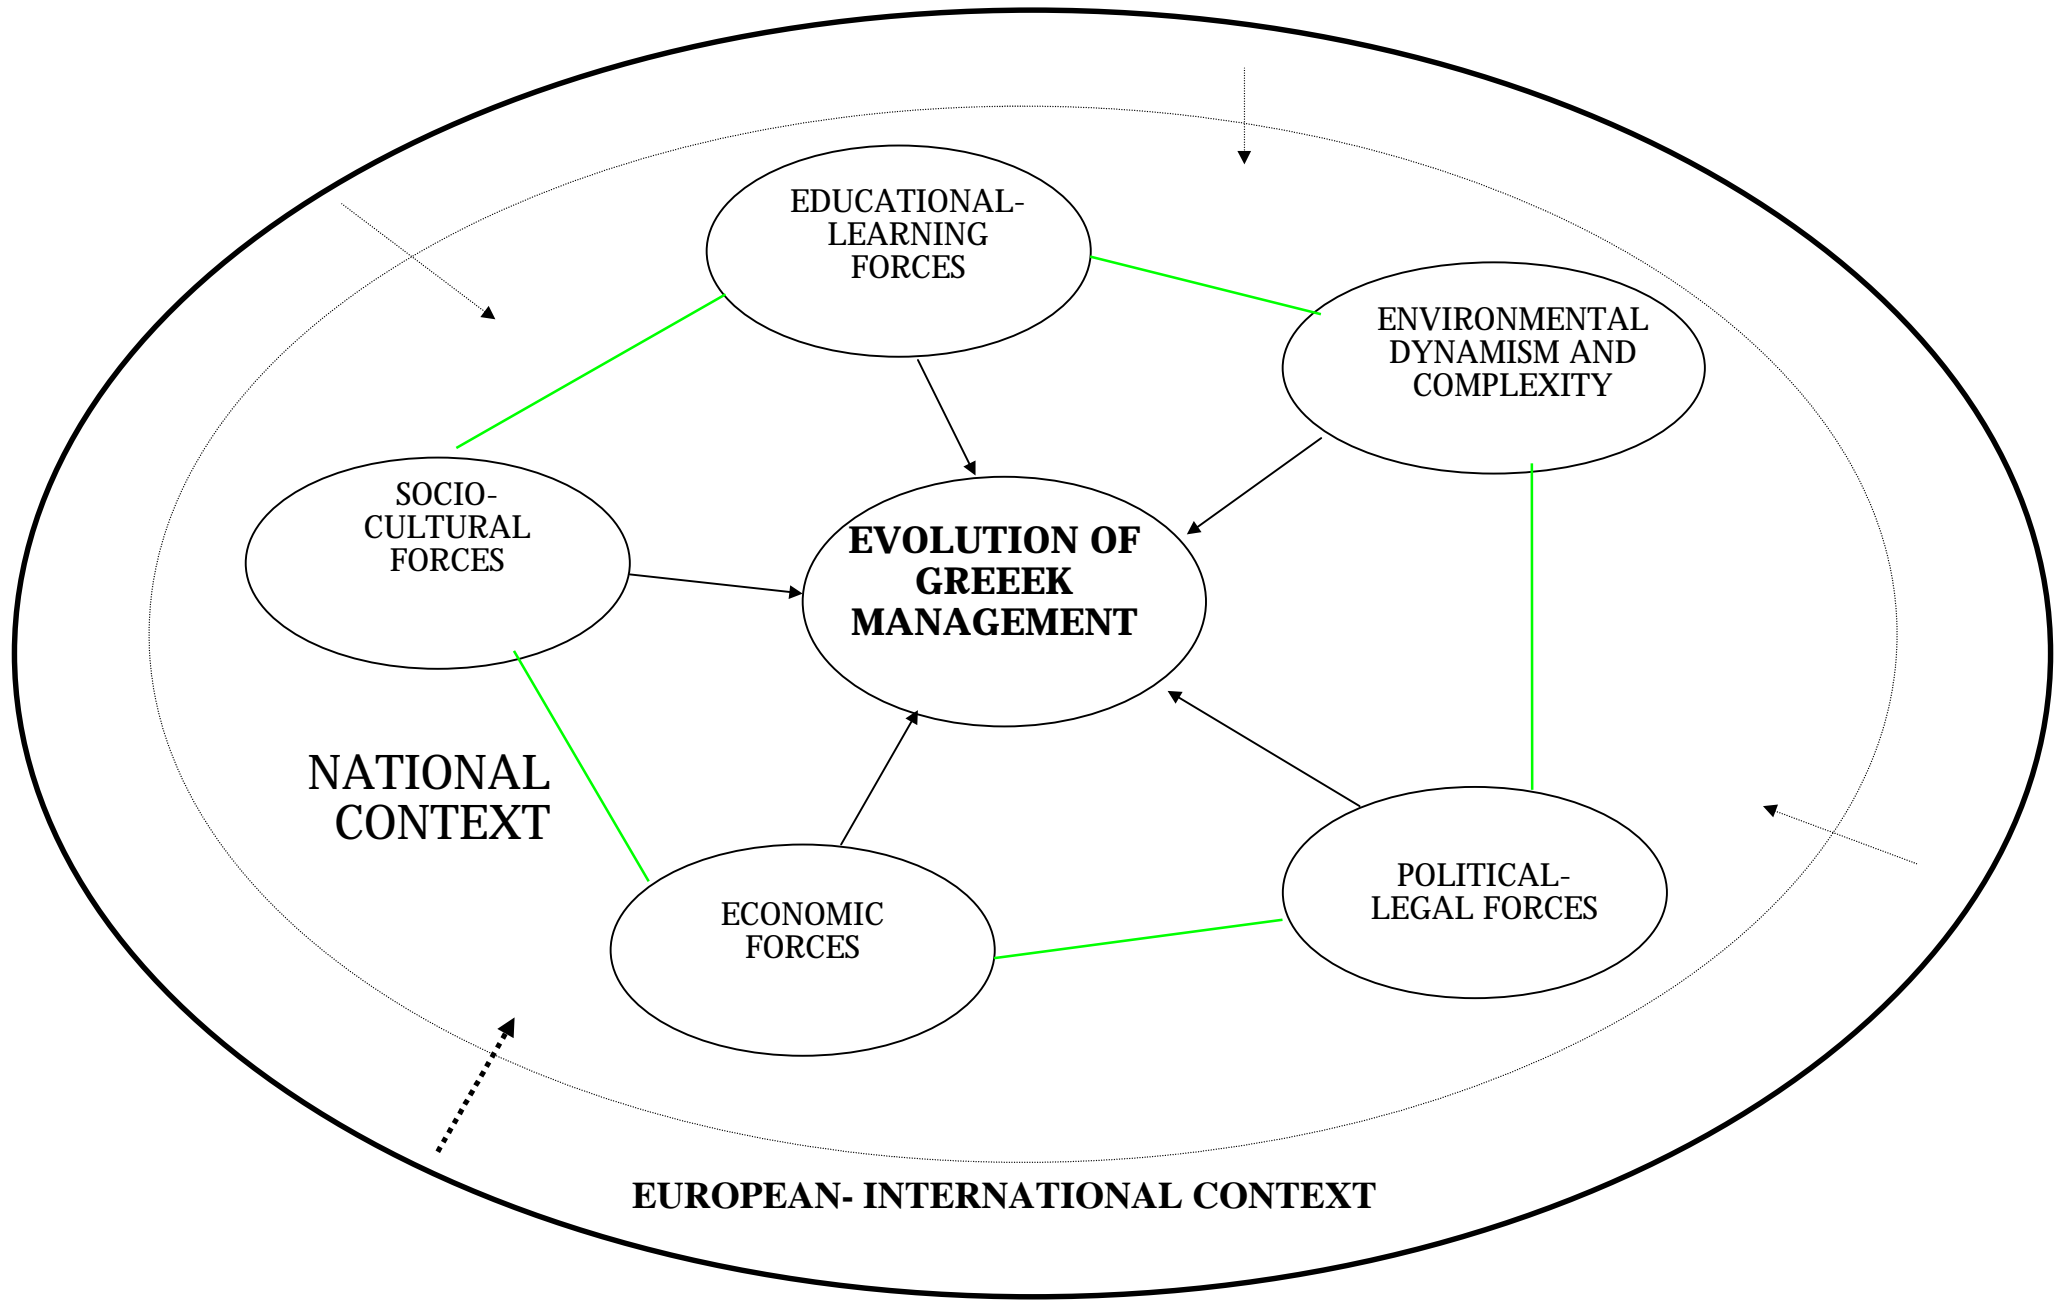 EDUCATIONAL-
LEARNING
FORCES
ENVIRONMENTAL
DYNAMISM AND
COMPLEXITY
SOCIO-
CULTURAL
FORCES
EVOLUTION OF
GREEEK
MANAGEMENT
NATIONAL
CONTEXT
POLITICAL-
LEGAL FORCES
ECONOMIC
FORCES
EUROPEAN- INTERNATIONAL CONTEXT